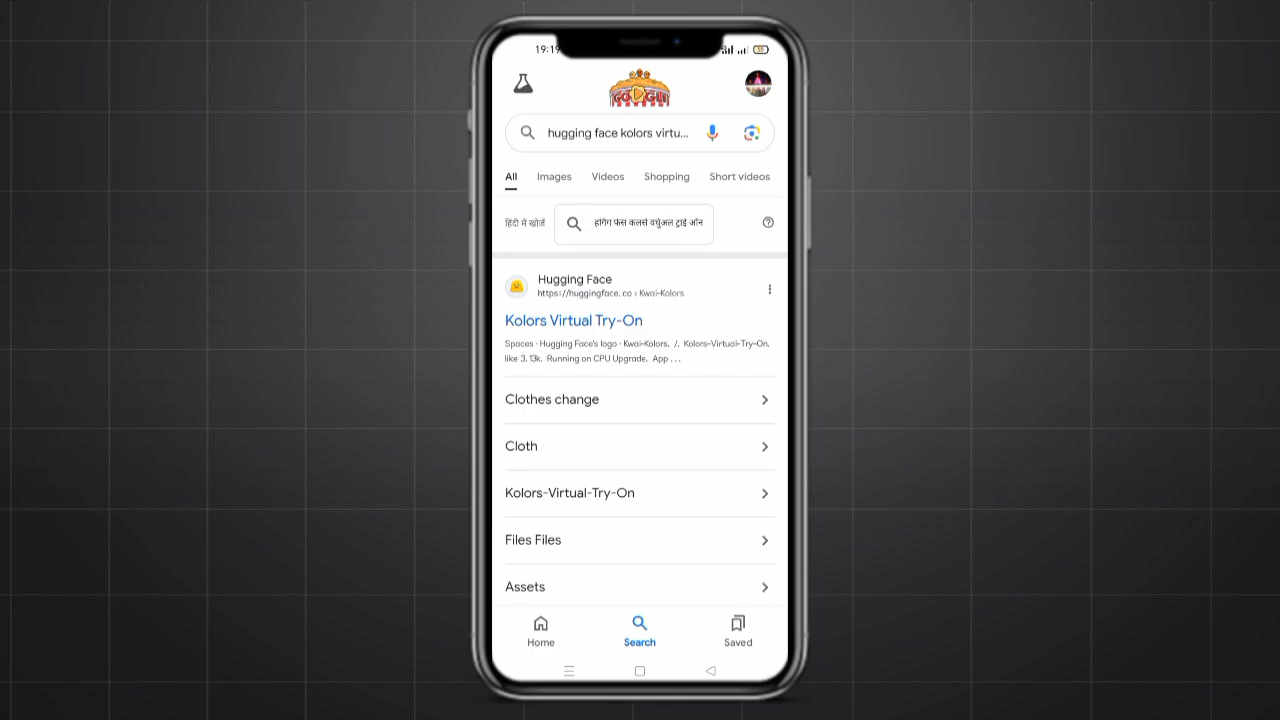 19:19
hugging face kolors virtu...
All Images Videos Shopping Short videos
हिंदी में खोजें
हगिंग फेस कलर्स वर्चुअल ट्राई ऑन
Hugging Face
https://huggingface.co › Kwai-Kolors
Kolors Virtual Try-On
Spaces · Hugging Face's logo · Kwai-Kolors. /. Kolors-Virtual-Try-On.
like 3.13k. Running on CPU Upgrade. App ...
Clothes change
Cloth
Kolors-Virtual-Try-On
Files Files
Assets
Home Search Saved